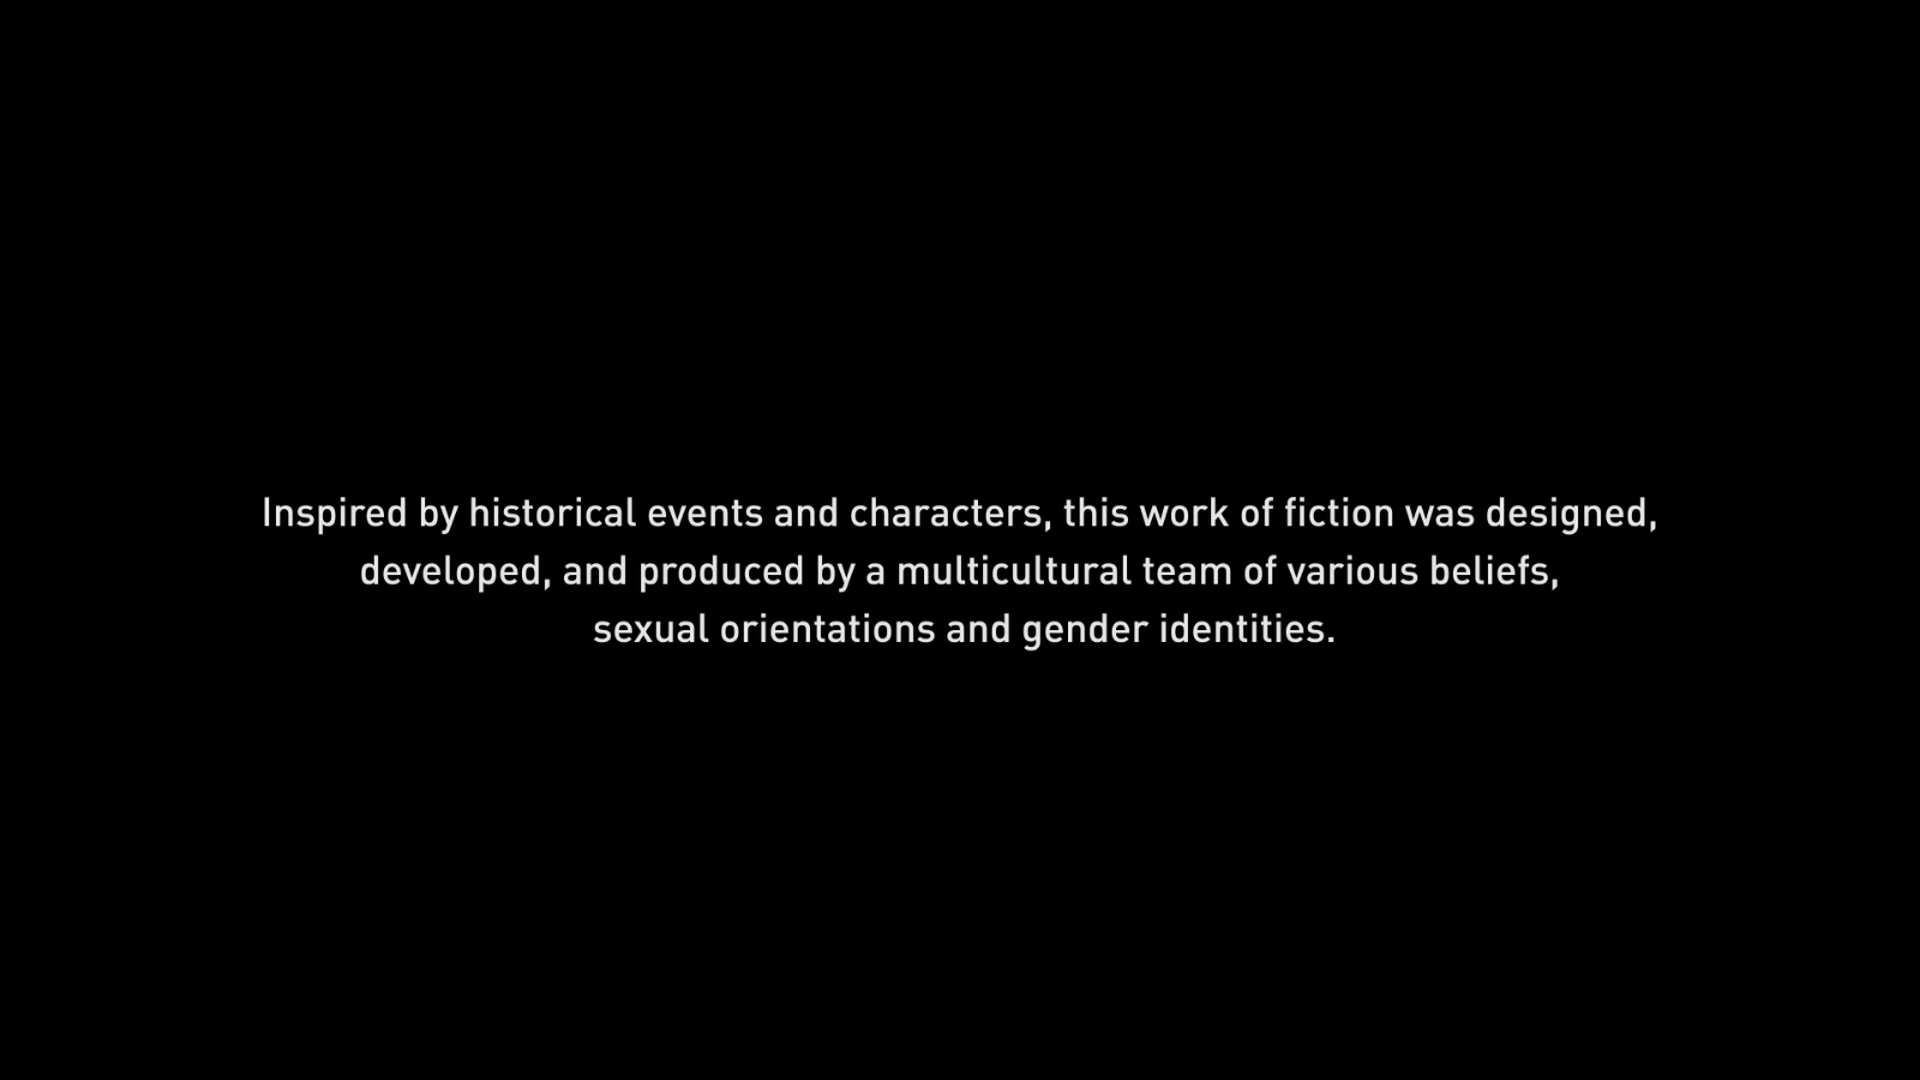 Inspired by historical events and characters, this work of fiction was designed,
developed, and produced by a multicultural team of various beliefs,
sexual orientations and gender identities.